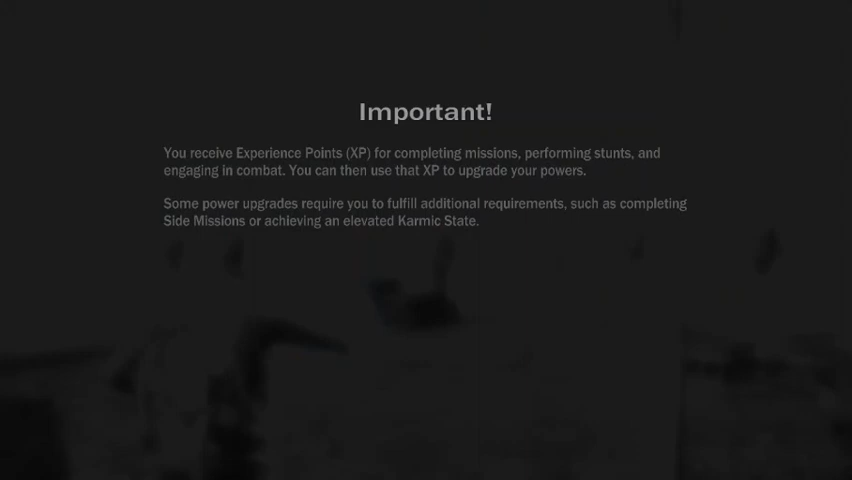 Important!
You receive Experience Points (XP) for completing missions, performing stunts, and
engaging in combat. You can then use that XP to upgrade your powers.
Some power upgrades require you to fulfill additional requirements, such as completing
Side Missions or achieving an elevated Karmic State.